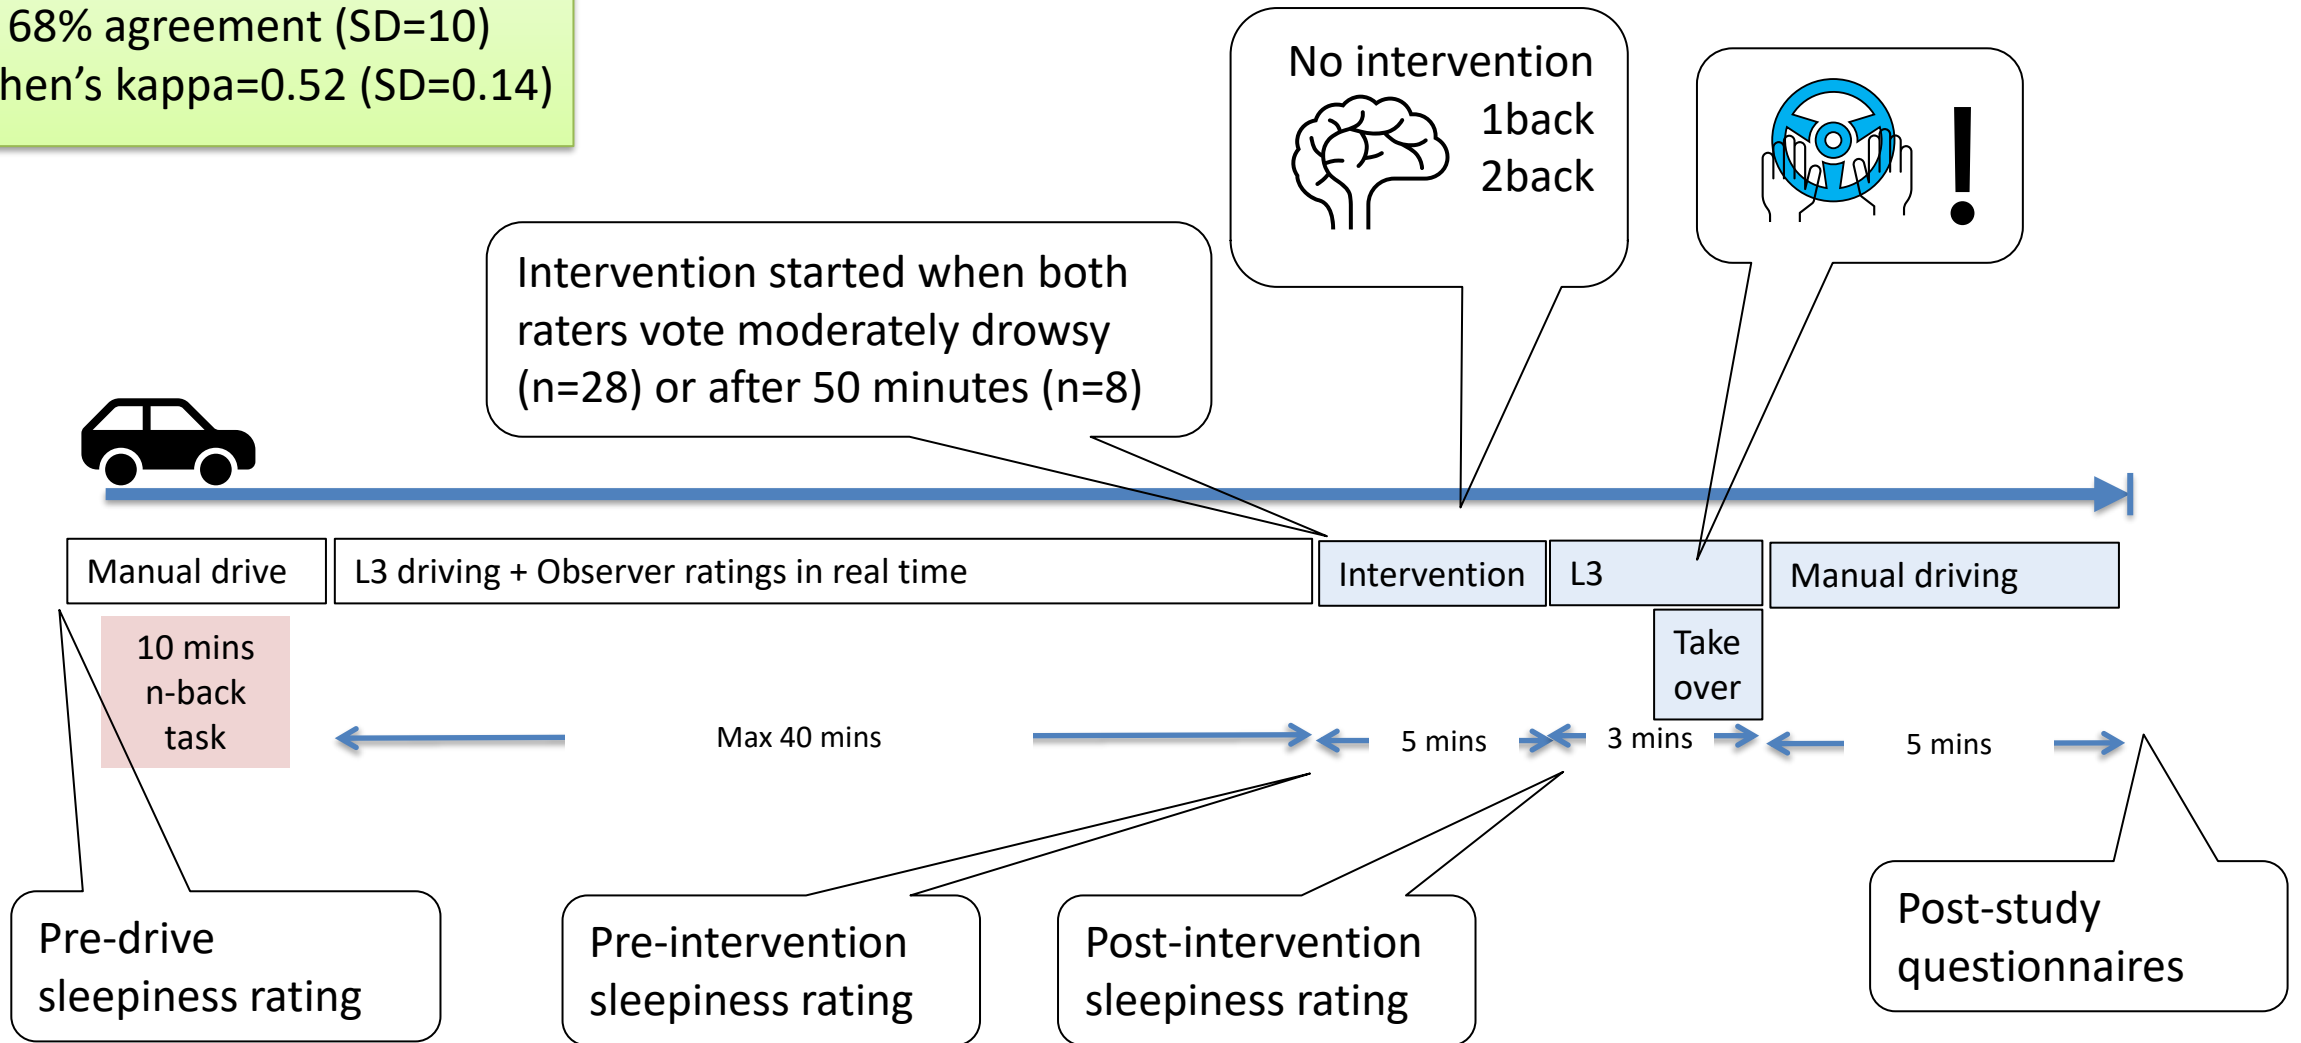 68% agreement (SD=10)
hen's kappa=0.52 (SD=0.14)
No intervention
1back
2back
!
Intervention started when both
raters vote moderately drowsy
(n=28) or after 50 minutes (n=8)
Manual drive
L3 driving + Observer ratings in real time
Intervention
L3
Manual driving
10 mins
n-back
task
Take
over
Max 40 mins
5 mins
3 mins
5 mins
Pre-drive
sleepiness rating
Pre-intervention
sleepiness rating
Post-intervention
sleepiness rating
Post-study
questionnaires